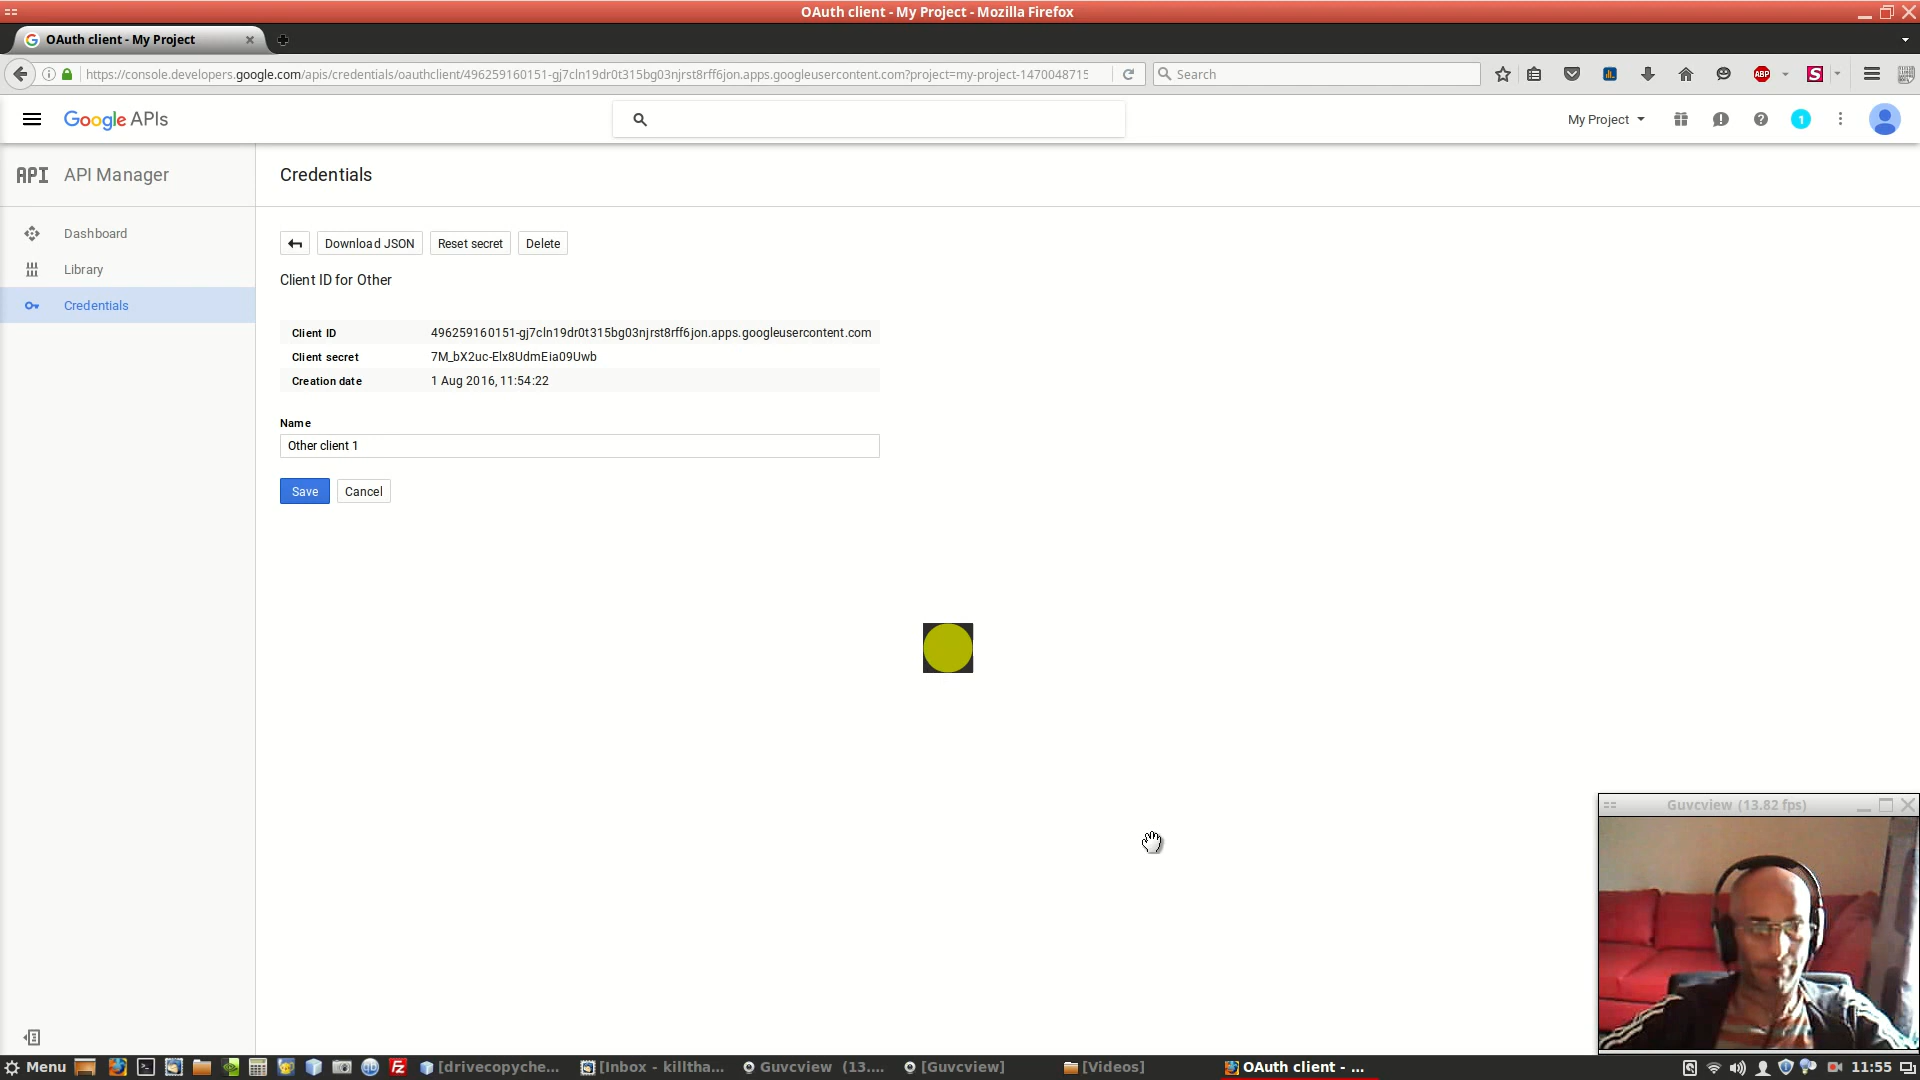 OAuth client - My Project - Mozilla Firefox
OAuth client - My Project
https://console.developers.google.com/apis/credentials/oauthclient/496259160151-gj7cln19dr0t315bg03njrst8rff6jon.apps.googleusercontent.com?project=my-project-1470048715
Search
ABP
S
Google APIs
My Project
1
API API Manager
Credentials
Dashboard
Library
Credentials
Download JSON
Reset secret
Delete
Client ID for Other
Client ID 496259160151-gj7cln19dr0t315bg03njrst8rff6jon.apps.googleusercontent.com
Client secret 7M_bX2uc-Elx8UdmEia09Uwb
Creation date 1 Aug 2016, 11:54:22
Name
Other client 1
Save
Cancel
Guvcview (13.82 fps)
Menu
[drivecopyche...
[Inbox - killtha...
Guvcview (13....
[Guvcview]
[Videos]
OAuth client - ...
11:55